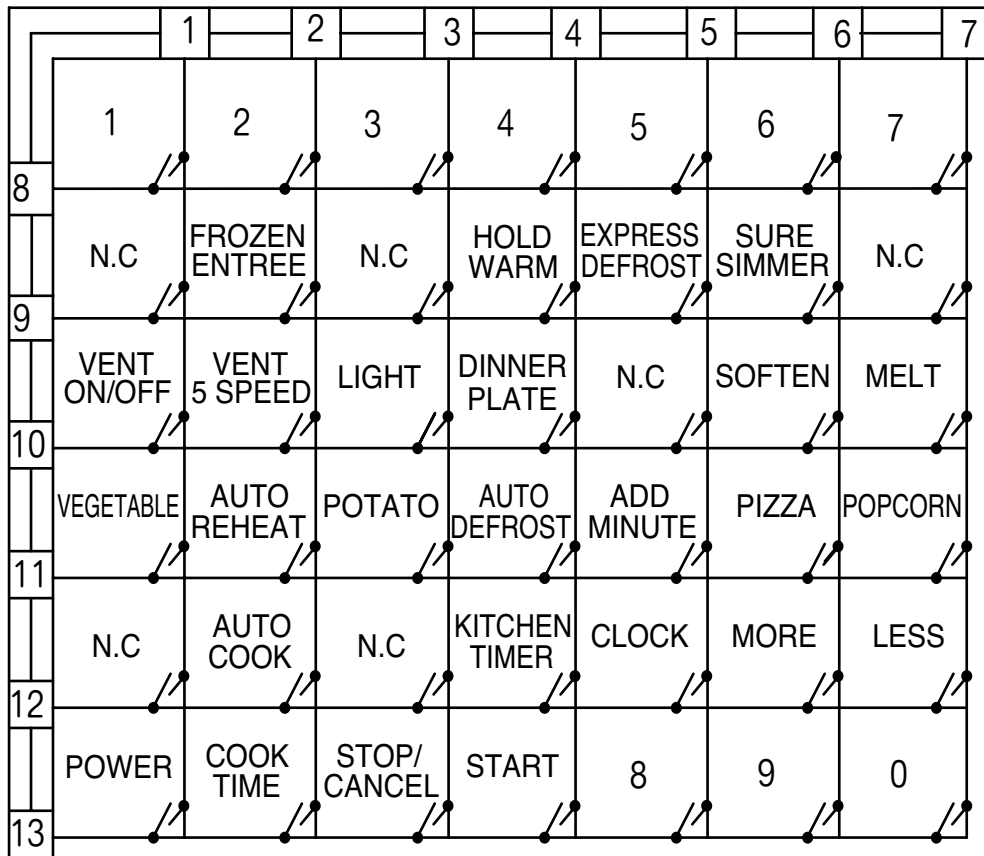 1 2 3 4 5 6 7
1 2 3 4 5 6 7
8
N.C FROZEN ENTREE N.C HOLD WARM EXPRESS DEFROST SURE SIMMER N.C
9
VENT ON/OFF VENT 5 SPEED LIGHT DINNER PLATE N.C SOFTEN MELT
10
VEGETABLE AUTO REHEAT POTATO AUTO DEFROST ADD MINUTE PIZZA POPCORN
11
N.C AUTO COOK N.C KITCHEN TIMER CLOCK MORE LESS
12
POWER COOK TIME STOP/ CANCEL START 8 9 0
13